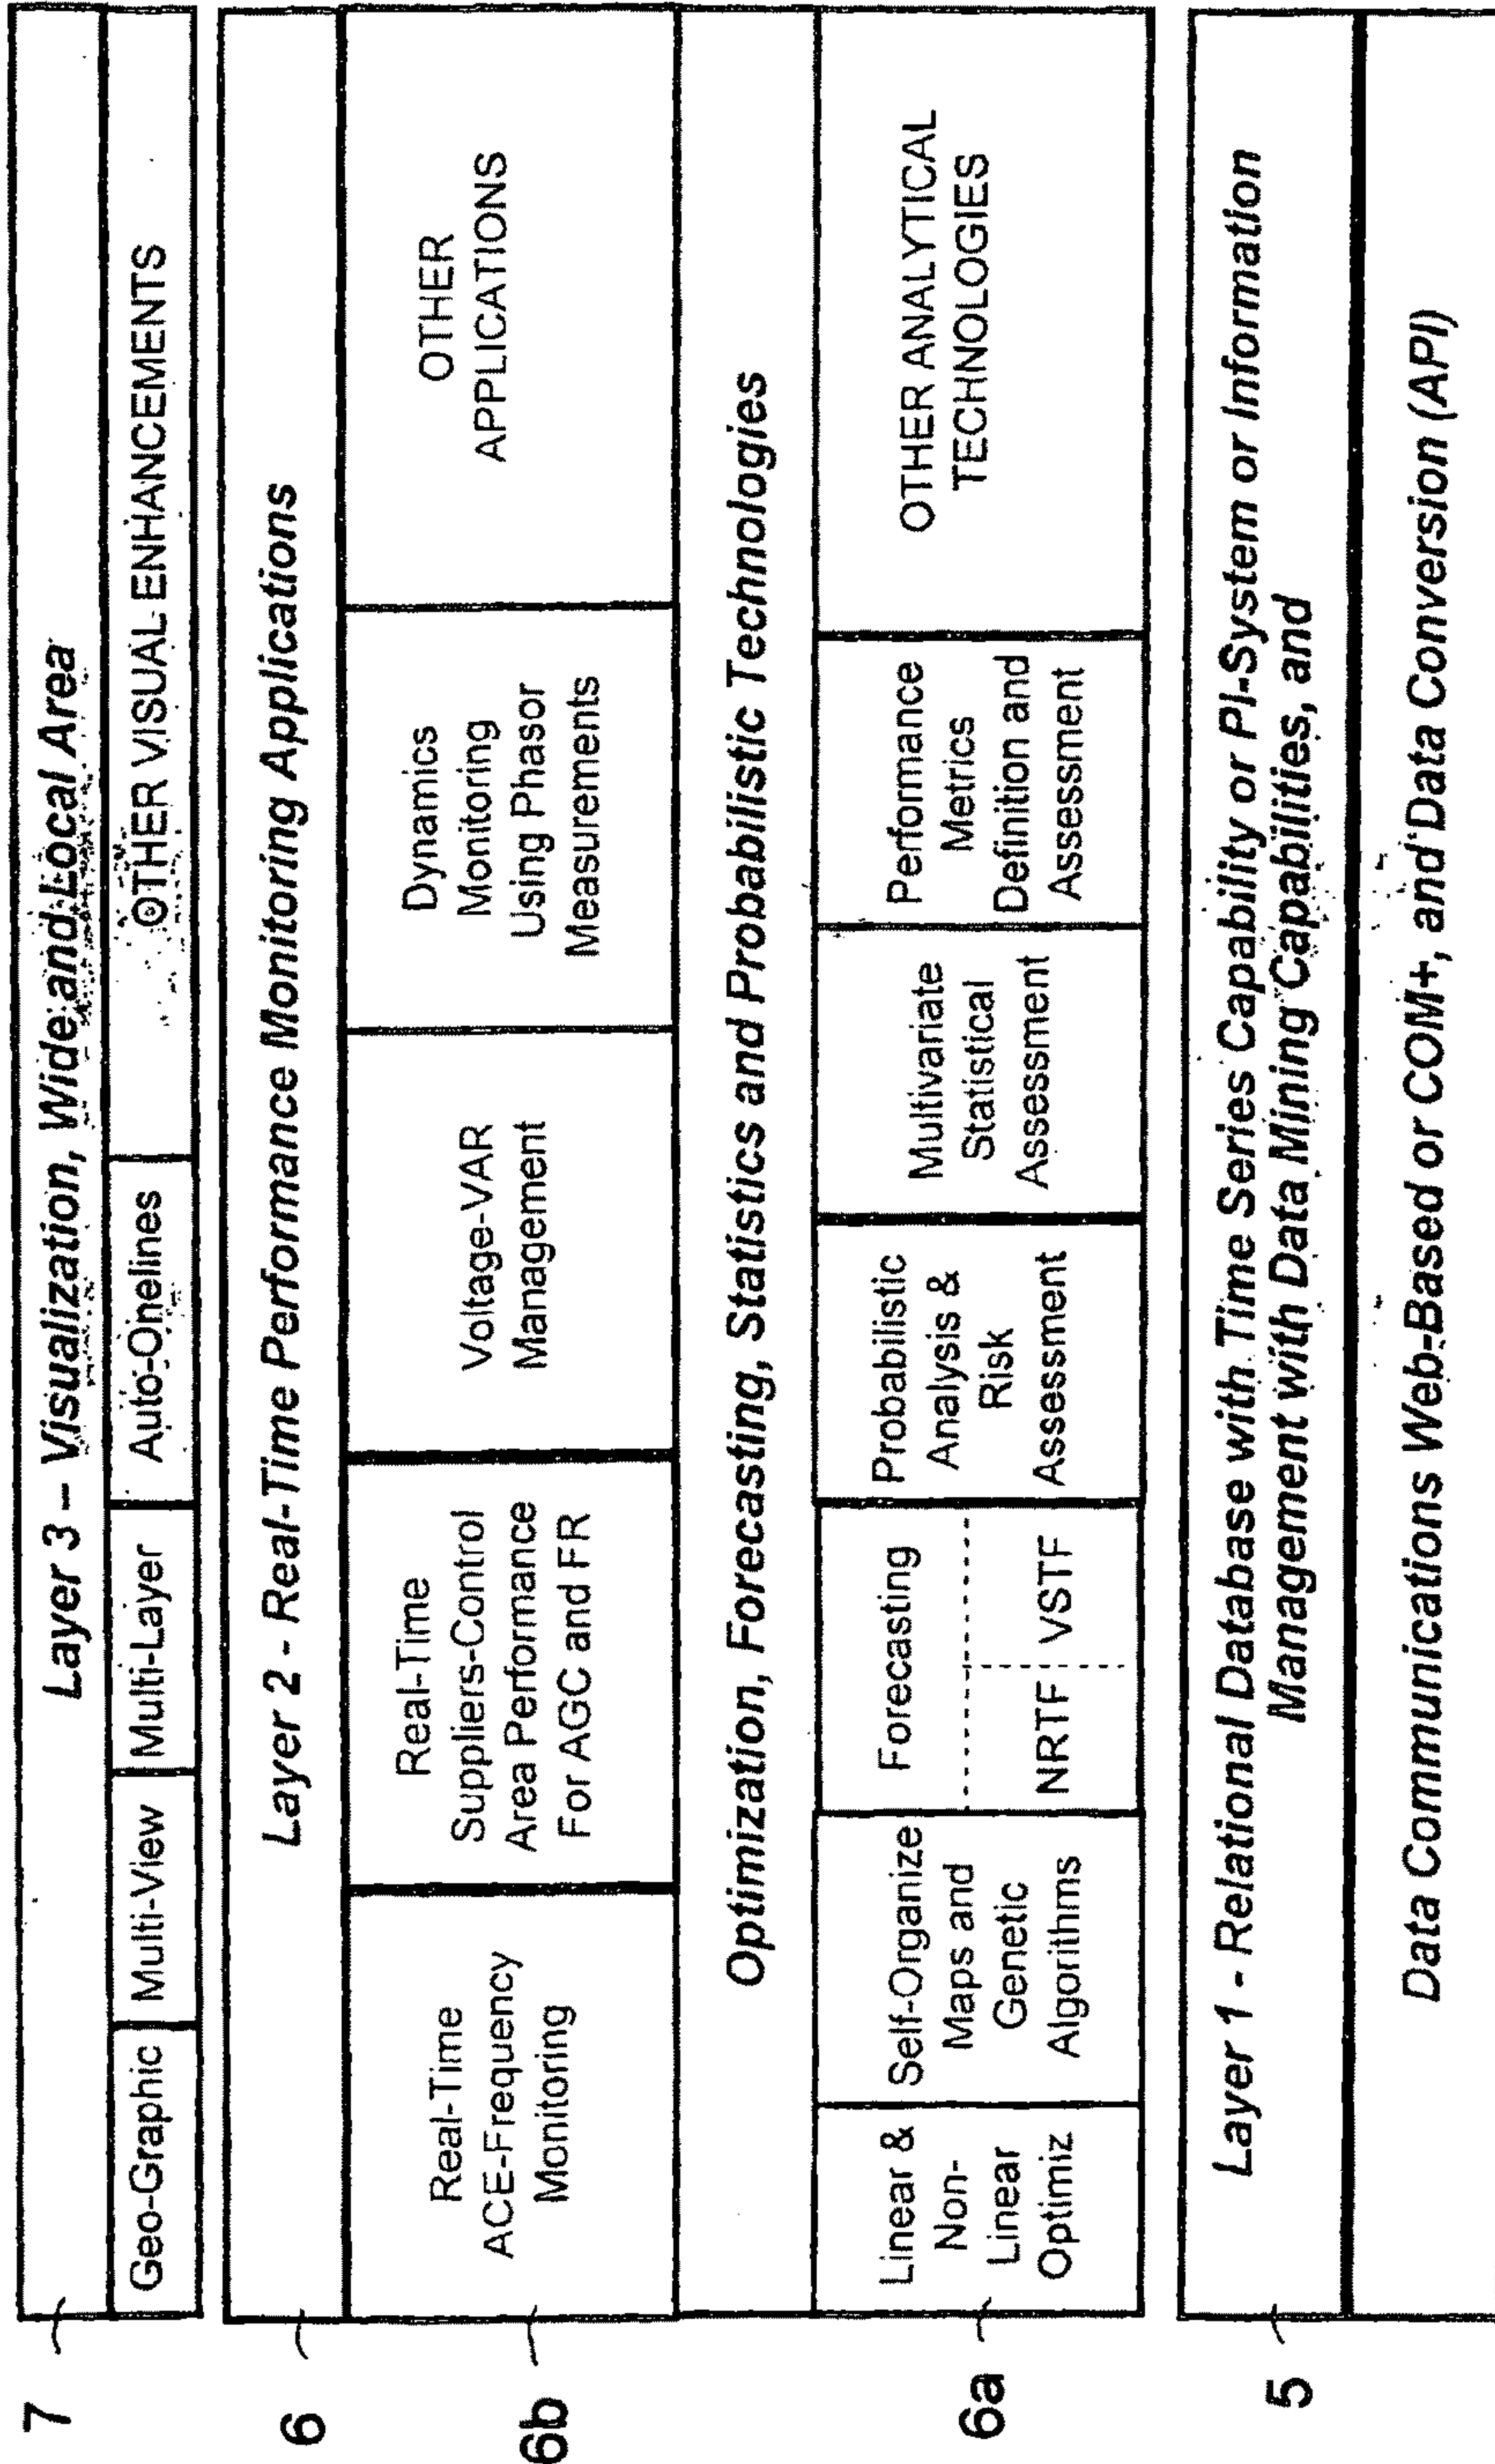 7
Layer 3 – Visualization, Wide and Local Area
Geo-Graphic
Multi-View
Multi-Layer
Auto-Onelines
OTHER VISUAL ENHANCEMENTS
6
Layer 2 - Real-Time Performance Monitoring Applications
6b
Real-Time
ACE-Frequency
Monitoring
Real-Time
Suppliers-Control
Area Performance
For AGC and FR
Voltage-VAR
Management
Dynamics
Monitoring
Using Phasor
Measurements
OTHER
APPLICATIONS
Optimization, Forecasting, Statistics and Probabilistic Technologies
6a
Linear &
Non-
Linear
Optimiz
Self-Organize
Maps and
Genetic
Algorithms
Forecasting
NRTF
VSTF
Probabilistic
Analysis &
Risk
Assessment
Multivariate
Statistical
Assessment
Performance
Metrics
Definition and
Assessment
OTHER ANALYTICAL
TECHNOLOGIES
5
Layer 1 - Relational Database with Time Series Capability or PI-System or Information
Management with Data Mining Capabilities, and
Data Communications Web-Based or COM+, and Data Conversion (API)